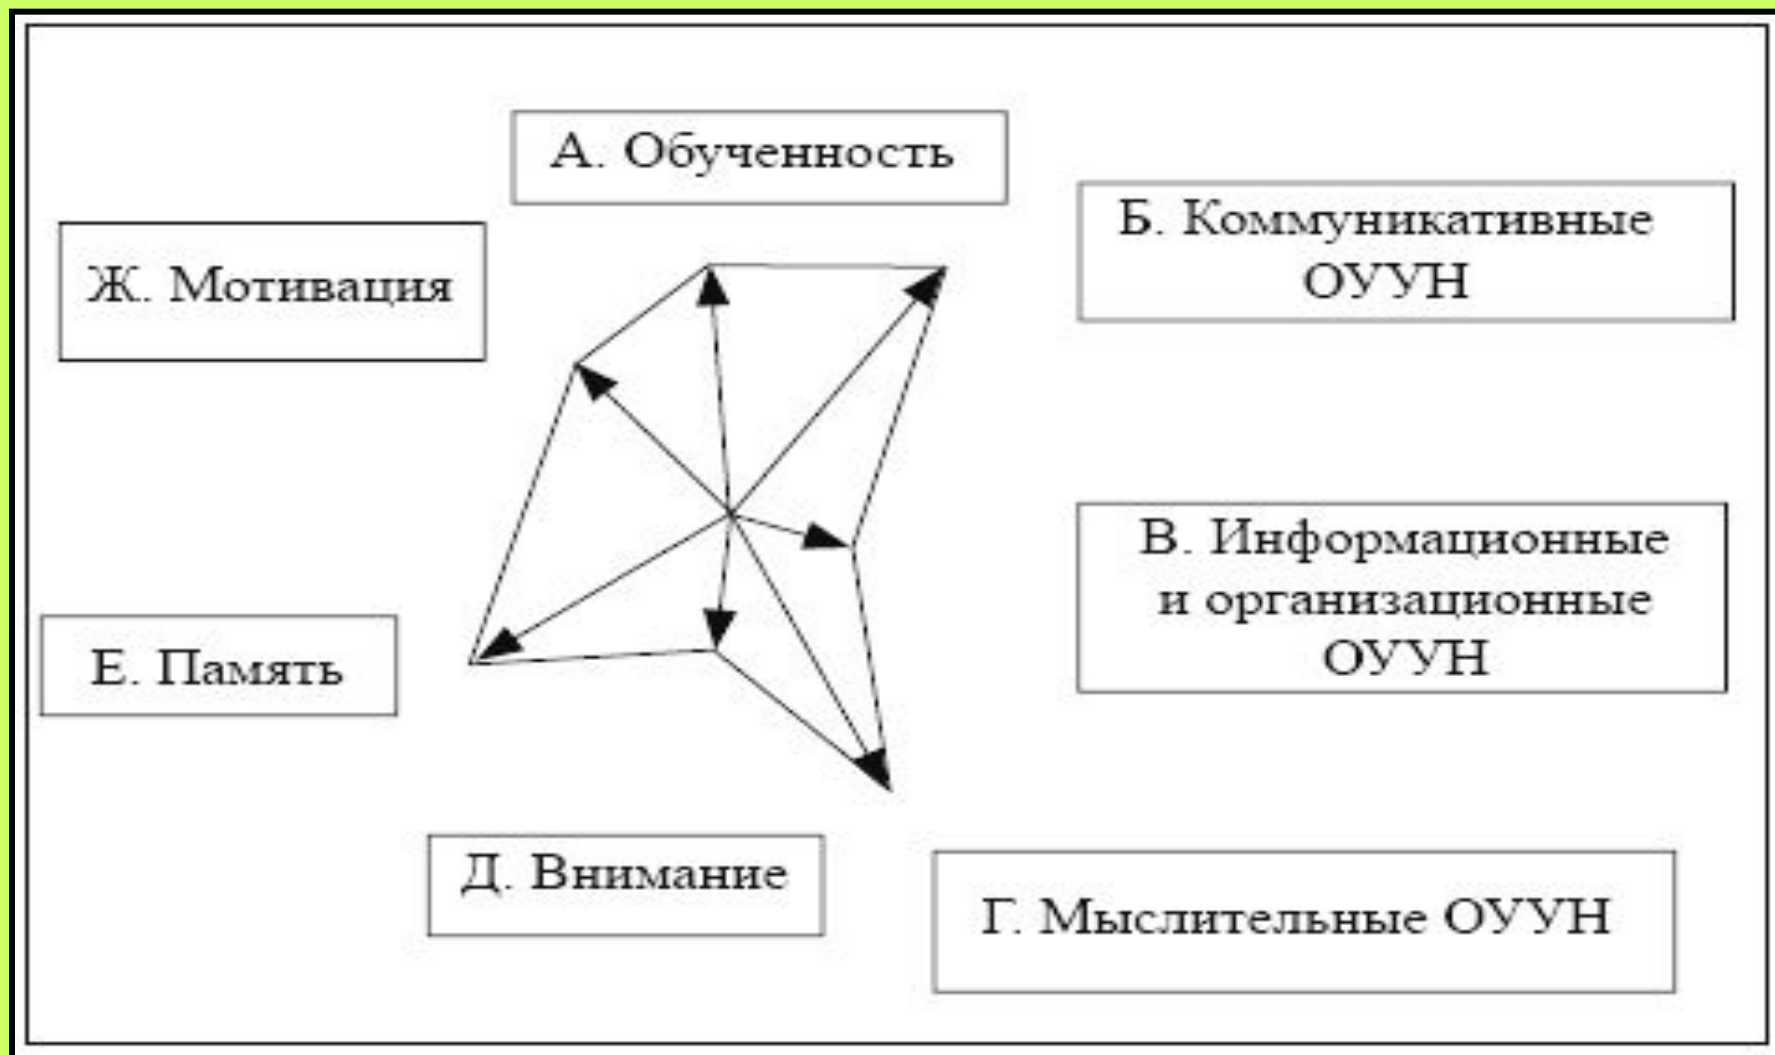 А. Обученность
Б. Коммуникативные
ОУУН
Ж. Мотивация
В. Информационные
и организационные
ОУУН
Е. Память
Д. Внимание
Г. Мыслительные ОУУН